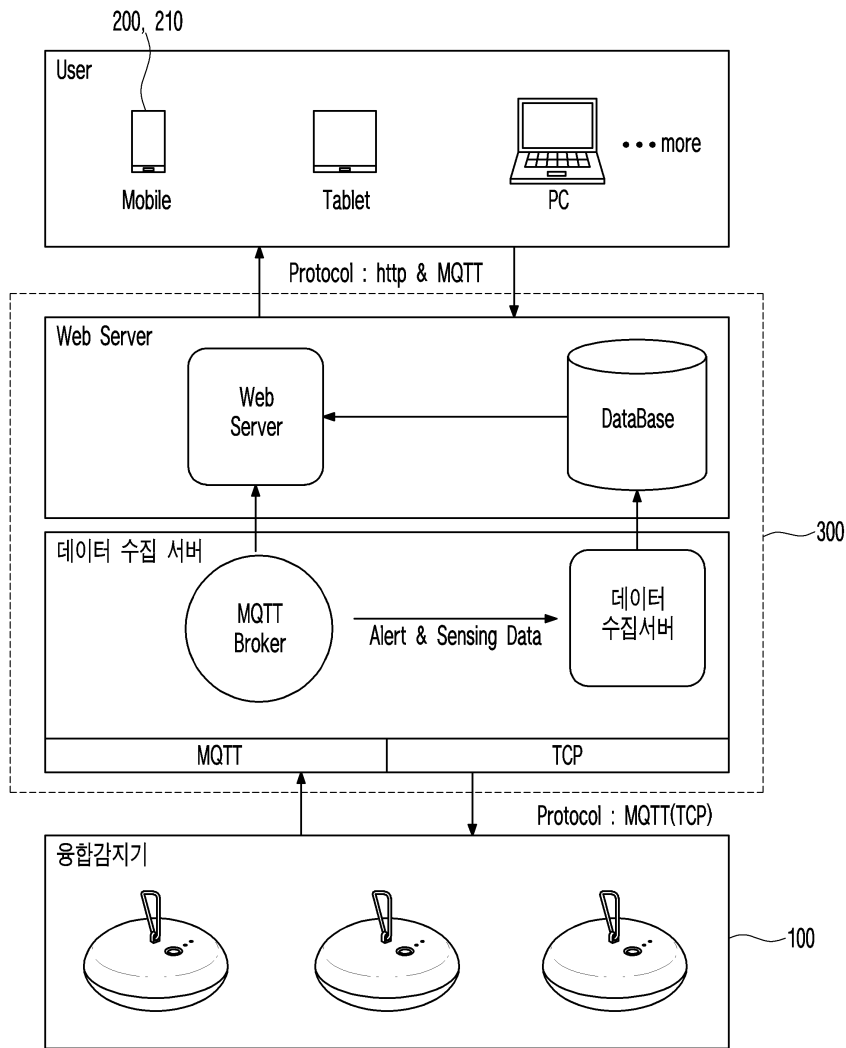 200, 210
User
Mobile
Tablet
PC
•••more
Protocol : http & MQTT
Web Server
Web
Server
DataBase
데이터 수집 서버
300
MQTT
Broker
Alert & Sensing Data
데이터
수집서버
MQTT
TCP
Protocol : MQTT(TCP)
융합감지기
100